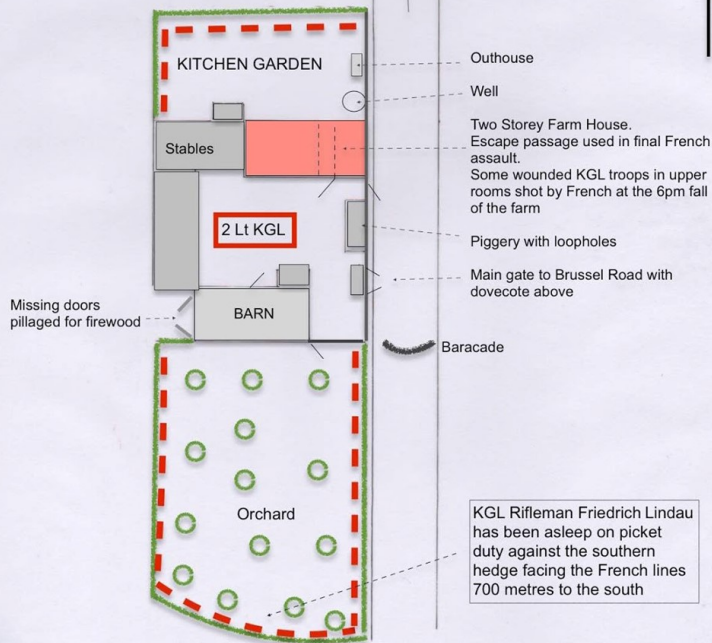 KITCHEN GARDEN
Outhouse
Well
Stables
Two Storey Farm House.
Escape passage used in final French
assault.
Some wounded KGL troops in upper
rooms shot by French at the 6pm fall
of the farm
2 Lt KGL
Piggery with loopholes
Main gate to Brussel Road with
dovecote above
Missing doors
pillaged for firewood
BARN
Baracade
Orchard
KGL Rifleman Friedrich Lindau
has been asleep on picket
duty against the southern
hedge facing the French lines
700 metres to the south